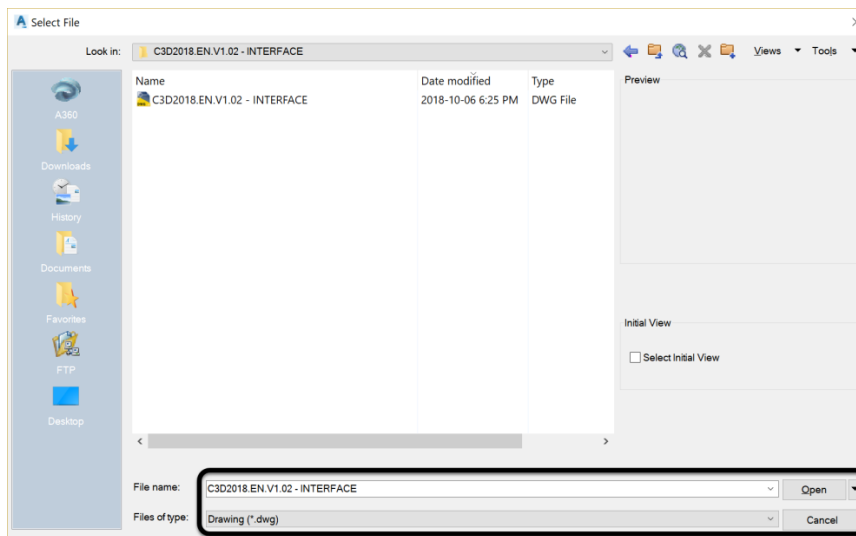 Select File
Look in: C3D2018.EN.V1.02 - INTERFACE Views Tools
Name Date modified Type Preview
C3D2018.EN.V1.02 - INTERFACE 2018-10-06 6:25 PM DWG File
A360
Downloads
History
Documents
Favorites
FTP
Desktop
Initial View
Select Initial View
File name: C3D2018.EN.V1.02 - INTERFACE Open
Files of type: Drawing (*.dwg) Cancel